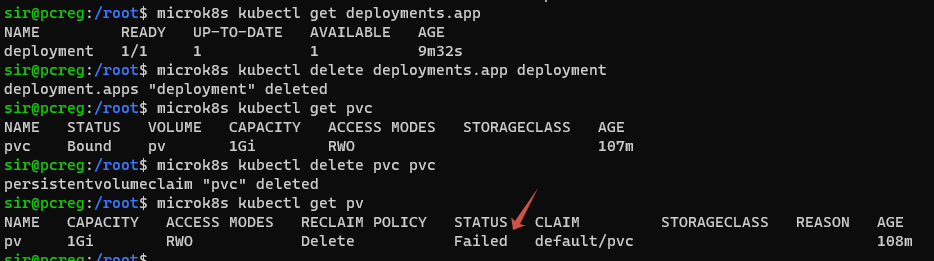 sir@pcreg:/root$ microk8s kubectl get deployments.app
NAME         READY   UP-TO-DATE   AVAILABLE   AGE
deployment   1/1     1            1           9m32s
sir@pcreg:/root$ microk8s kubectl delete deployments.app deployment
deployment.apps "deployment" deleted
sir@pcreg:/root$ microk8s kubectl get pvc
NAME   STATUS   VOLUME   CAPACITY   ACCESS MODES   STORAGECLASS   AGE
pvc    Bound    pv       1Gi        RWO                           107m
sir@pcreg:/root$ microk8s kubectl delete pvc pvc
persistentvolumeclaim "pvc" deleted
sir@pcreg:/root$ microk8s kubectl get pv
NAME   CAPACITY   ACCESS MODES   RECLAIM POLICY   STATUS   CLAIM         STORAGECLASS   REASON   AGE
pv     1Gi        RWO            Delete           Failed   default/pvc                           108m
sir@pcreg:/root$